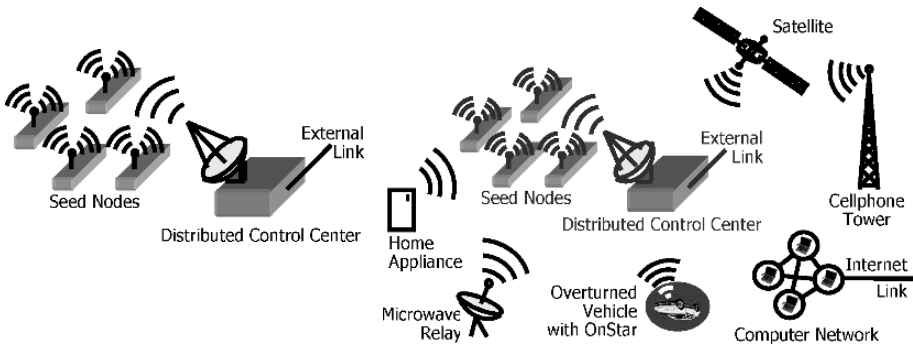 External
Link
Seed Nodes
Distributed Control Center
Satellite
External
Link
Seed Nodes
Distributed Control Center
Cellphone
Tower
Home
Appliance
Microwave
Relay
Overturned
Vehicle
with OnStar
Internet
Link
Computer Network